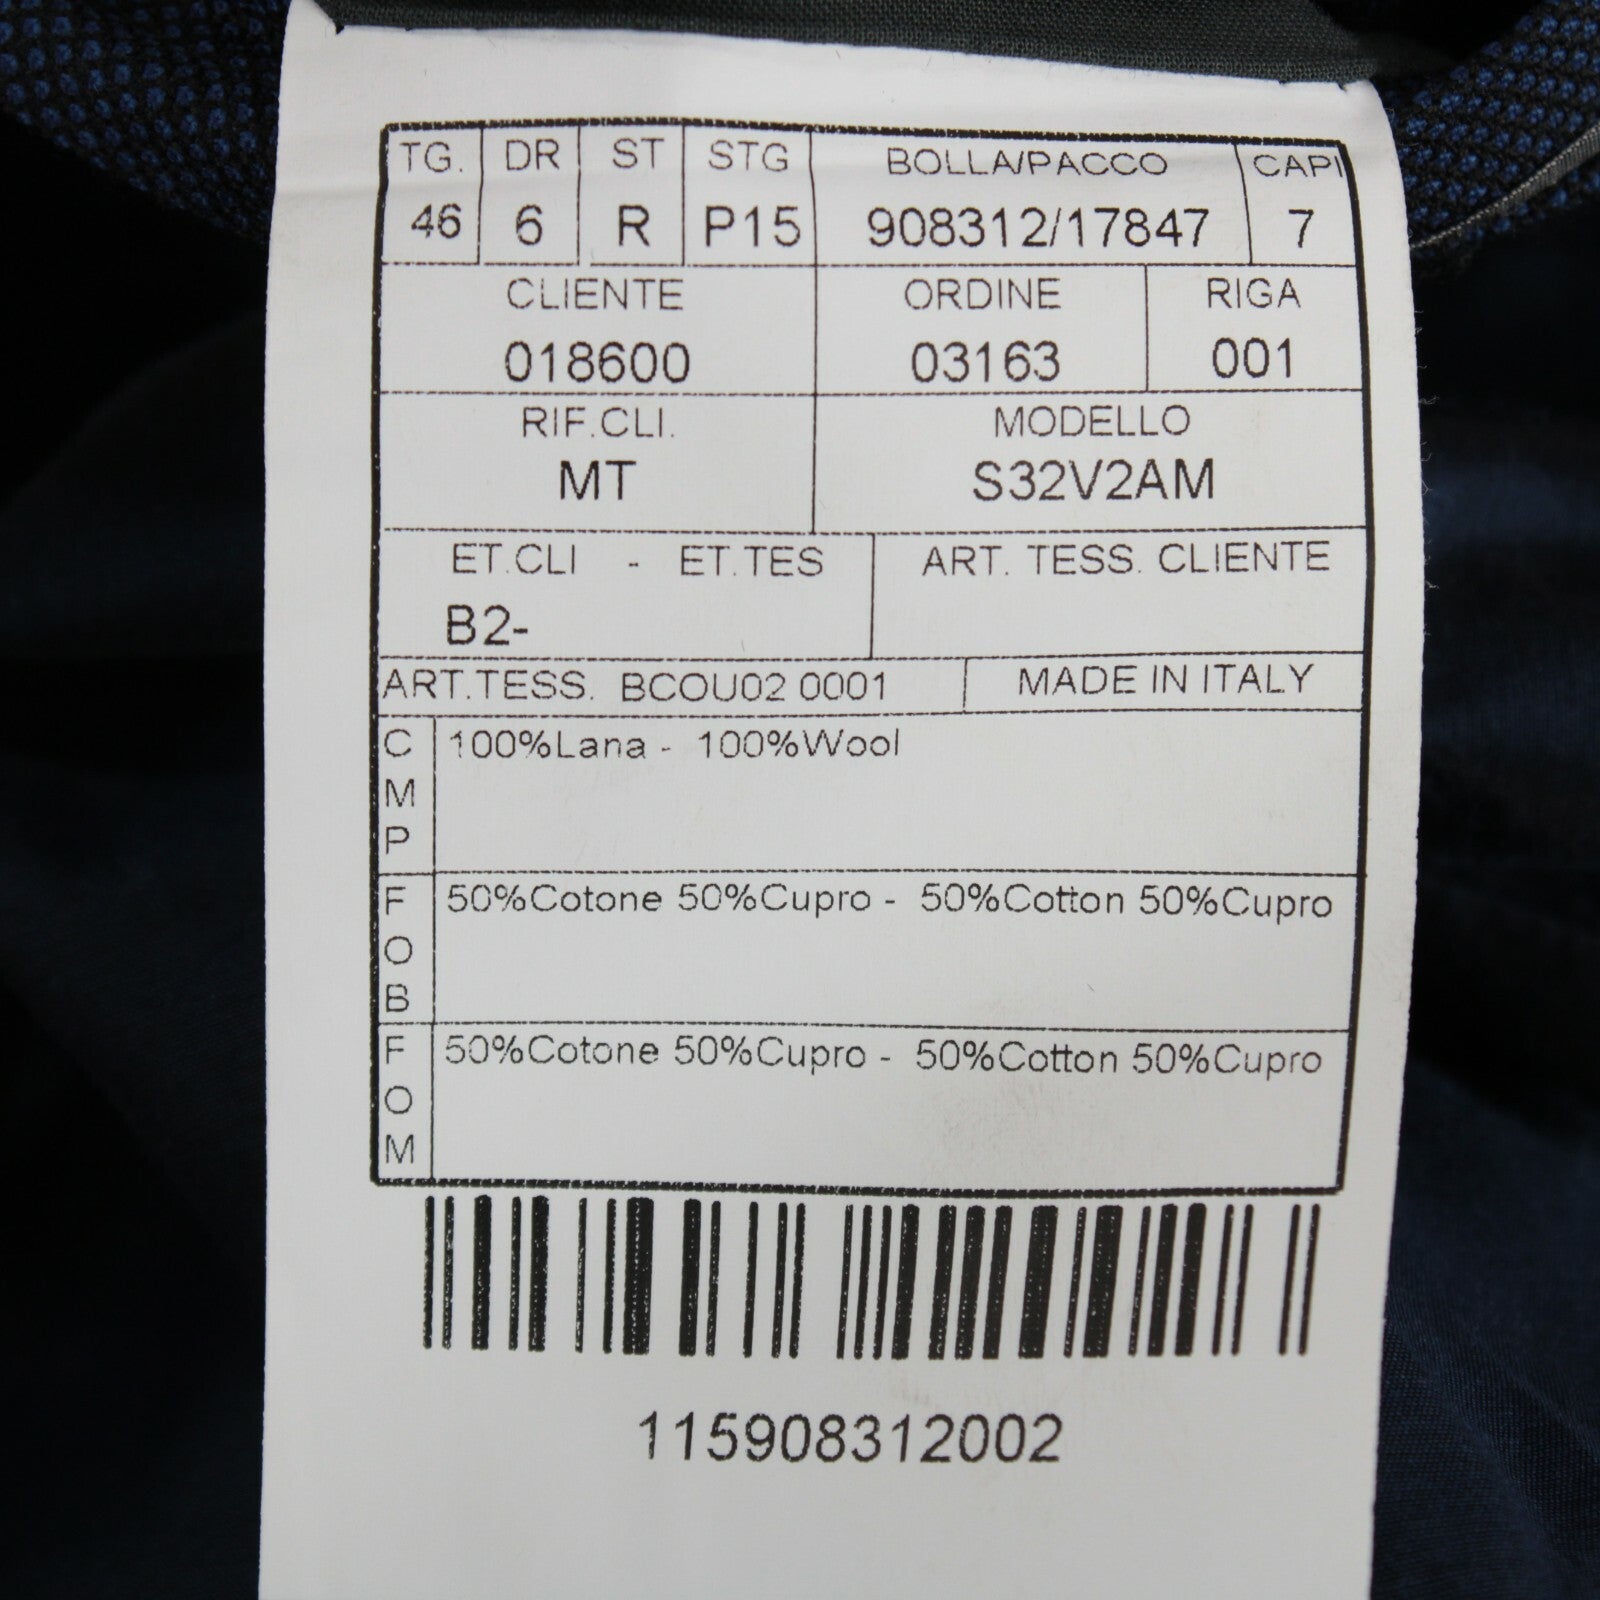 TG. DR ST STG BOLLA/PACCO CAPI
46 6 R P15 908312/17847 7
CLIENTE ORDINE RIGA
018600 03163 001
RIF.CLI. MODELLO
MT S32V2AM
ET.CLI - ET.TES ART. TESS. CLIENTE
B2-
ART.TESS. BCOU02 0001 MADE IN ITALY
CMP 100%Lana - 100%Wool
FOB 50%Cotone 50%Cupro - 50%Cotton 50%Cupro
FOM 50%Cotone 50%Cupro - 50%Cotton 50%Cupro
115908312002